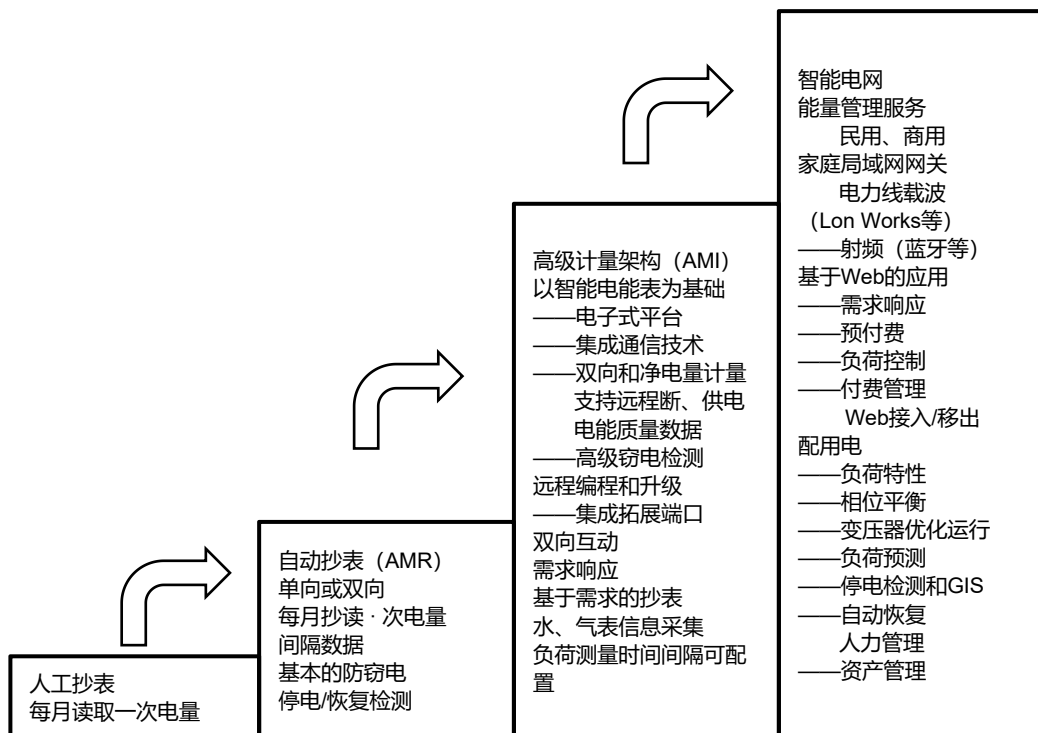 人工抄表
每月读取一次电量
自动抄表（AMR）
单向或双向
每月抄读 · 次电量
间隔数据
基本的防窃电
停电/恢复检测
高级计量架构（AMI）
以智能电能表为基础
——电子式平台
——集成通信技术
——双向和净电量计量
支持远程断、供电
电能质量数据
——高级窃电检测
远程编程和升级
——集成拓展端口
双向互动
需求响应
基于需求的抄表
水、气表信息采集
负荷测量时间间隔可配
置
智能电网
能量管理服务
民用、商用
家庭局域网网关
电力线载波
（Lon Works等）
——射频（蓝牙等）
基于Web的应用
——需求响应
——预付费
——负荷控制
——付费管理
Web接入/移出
配用电
——负荷特性
——相位平衡
——变压器优化运行
——负荷预测
——停电检测和GIS
——自动恢复
人力管理
——资产管理